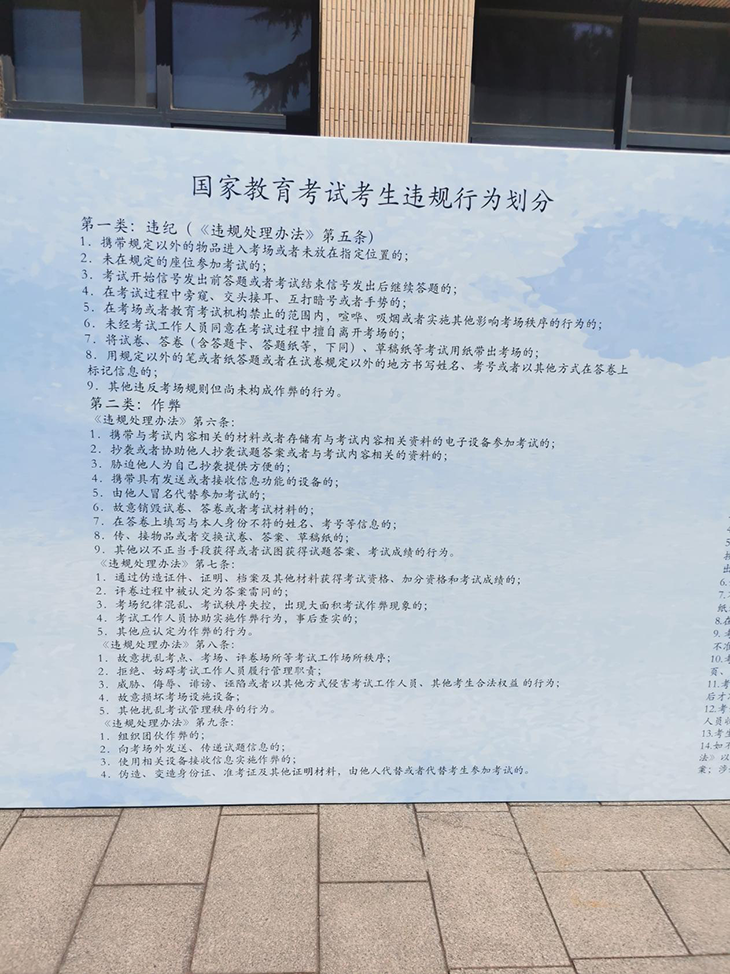 国家教育考试考生违规行为划分
第一类：违纪（《违规处理办法》第五条）
1．携带规定以外的物品进入考场或者未放在指定位置的；
2．未在规定的座位参加考试的；
3．考试开始信号发出前答题或者考试结束信号发出后继续答题的；
4．在考试过程中旁窥、交头接耳、互打暗号或者手势的；
5．在考场或者教育考试机构禁止的范围内，喧哗、吸烟或者实施其他影响考场秩序的行为的；
6．未经考试工作人员同意在考试过程中擅自离开考场的；
7．将试卷、答卷（含答题卡、答题纸等，下同）、草稿纸等考试用纸带出考场的；
8．用规定以外的笔或者纸答题或者在试卷规定以外的地方书写姓名、考号或者以其他方式在答卷上
标记信息的；
9．其他违反考场规则但尚未构成作弊的行为。
第二类：作弊
《违规处理办法》第六条：
1．携带与考试内容相关的材料或者存储有与考试内容相关资料的电子设备参加考试的；
2．抄袭或者协助他人抄袭试题答案或者与考试内容相关的资料的；
3．胁迫他人为自己抄袭提供方便的；
4．携带具有发送或者接收信息功能的设备的；
5．由他人冒名代替参加考试的；
6．故意销毁试卷、答卷或者考试材料的；
7．在答卷上填写与本人身份不符的姓名、考号等信息的；
8．传、接物品或者交换试卷、答案、草稿纸的；
9．其他以不正当手段获得或者试图获得试题答案、考试成绩的行为。
《违规处理办法》第七条：
1．通过伪造证件、证明、档案及其他材料获得考试资格、加分资格和考试成绩的；
2．评卷过程中被认定为答案雷同的；
3．考场纪律混乱、考试秩序失控，出现大面积考试作弊现象的；
4．考试工作人员协助实施作弊行为，事后查实的；
5．其他应认定为作弊的行为。
《违规处理办法》第八条：
1．故意扰乱考点、考场、评卷场所等考试工作场所秩序；
2．拒绝、妨碍考试工作人员履行管理职责；
3．威胁、侮辱、诽谤、诬陷或者以其他方式侵害考试工作人员、其他考生合法权益的行为；
4．故意损坏考场设施设备；
5．其他扰乱考试管理秩序的行为。
《违规处理办法》第九条：
1．组织团伙作弊的；
2．向考场外发送、传递试题信息的；
3．使用相关设备接收信息实施作弊的；
4．伪造、变造身份证、准考证及其他证明材料，由他人代替或者代替考生参加考试的。
5
出
6.
7.
纸
8.在
9.
不准
10.考
页、
11.考
后才
12.考
人员
13.考生
14.如不
法》以
案；涉